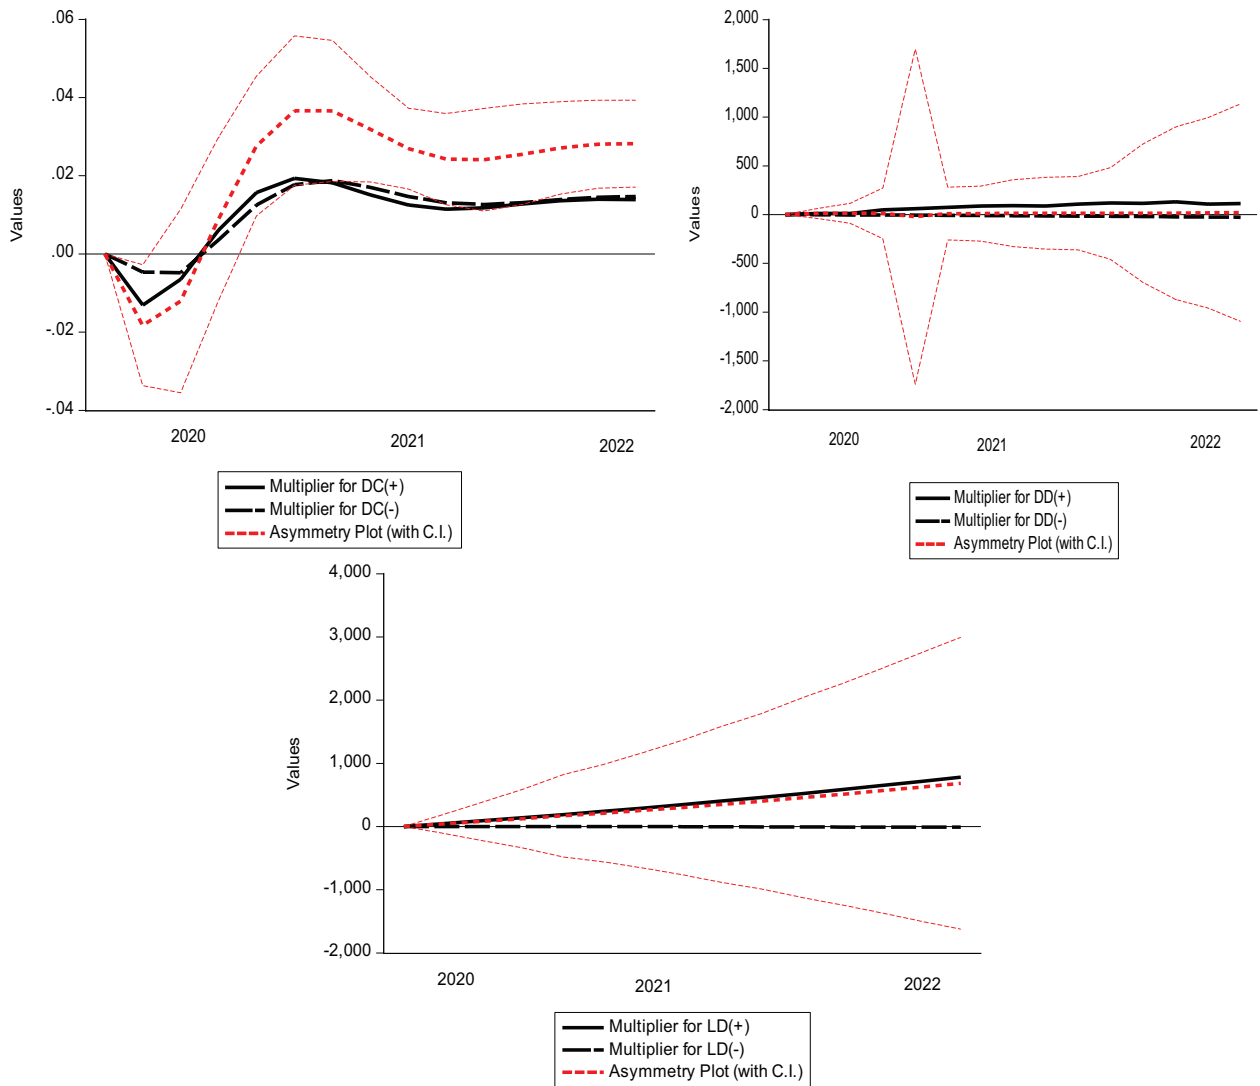 .06
.04
.02
.00
-.02
-.04
Values
2020
2021
2022
Multiplier for DC(+)
Multiplier for DC(-)
Asymmetry Plot (with C.I.)
2,000
1,500
1,000
500
0
-500
-1,000
-1,500
-2,000
Values
2020
2021
2022
Multiplier for DD(+)
Multiplier for DD(-)
Asymmetry Plot (with C.I.)
4,000
3,000
2,000
1,000
0
-1,000
-2,000
Values
2020
2021
2022
Multiplier for LD(+)
Multiplier for LD(-)
Asymmetry Plot (with C.I.)